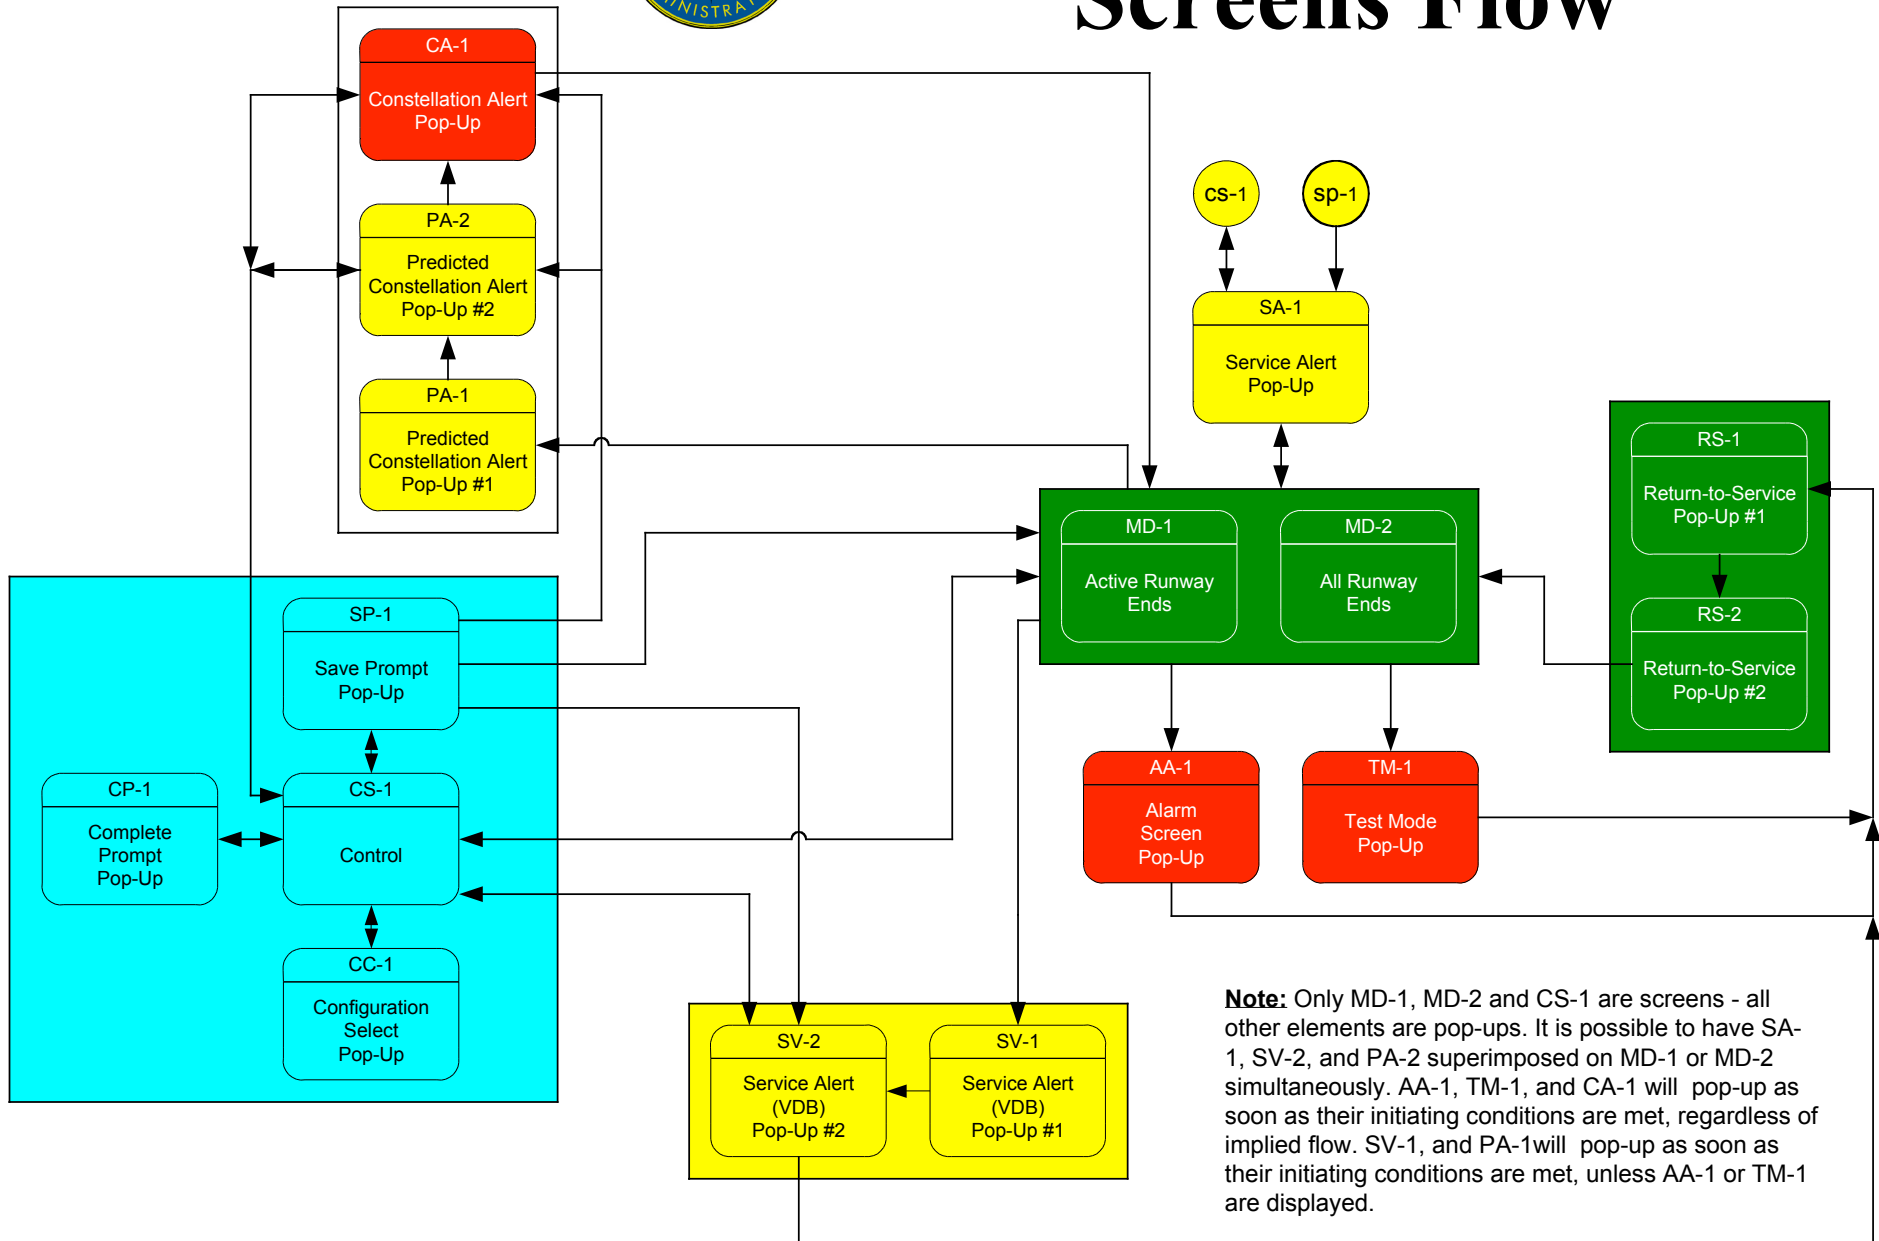 Screens Flow
INISTRA
CA-1
Constellation Alert
Pop-Up
PA-2
Predicted
Constellation Alert
Pop-Up #2
PA-1
Predicted
Constellation Alert
Pop-Up #1
cs-1
sp-1
SA-1
Service Alert
Pop-Up
RS-1
Return-to-Service
Pop-Up #1
RS-2
Return-to-Service
Pop-Up #2
MD-1
Active Runway
Ends
MD-2
All Runway
Ends
SP-1
Save Prompt
Pop-Up
CP-1
Complete
Prompt
Pop-Up
CS-1
Control
CC-1
Configuration
Select
Pop-Up
AA-1
Alarm
Screen
Pop-Up
TM-1
Test Mode
Pop-Up
SV-2
Service Alert
(VDB)
Pop-Up #2
SV-1
Service Alert
(VDB)
Pop-Up #1
Note: Only MD-1, MD-2 and CS-1 are screens - all
other elements are pop-ups. It is possible to have SA-
1, SV-2, and PA-2 superimposed on MD-1 or MD-2
simultaneously. AA-1, TM-1, and CA-1 will  pop-up as
soon as their initiating conditions are met, regardless of
implied flow. SV-1, and PA-1will  pop-up as soon as
their initiating conditions are met, unless AA-1 or TM-1
are displayed.